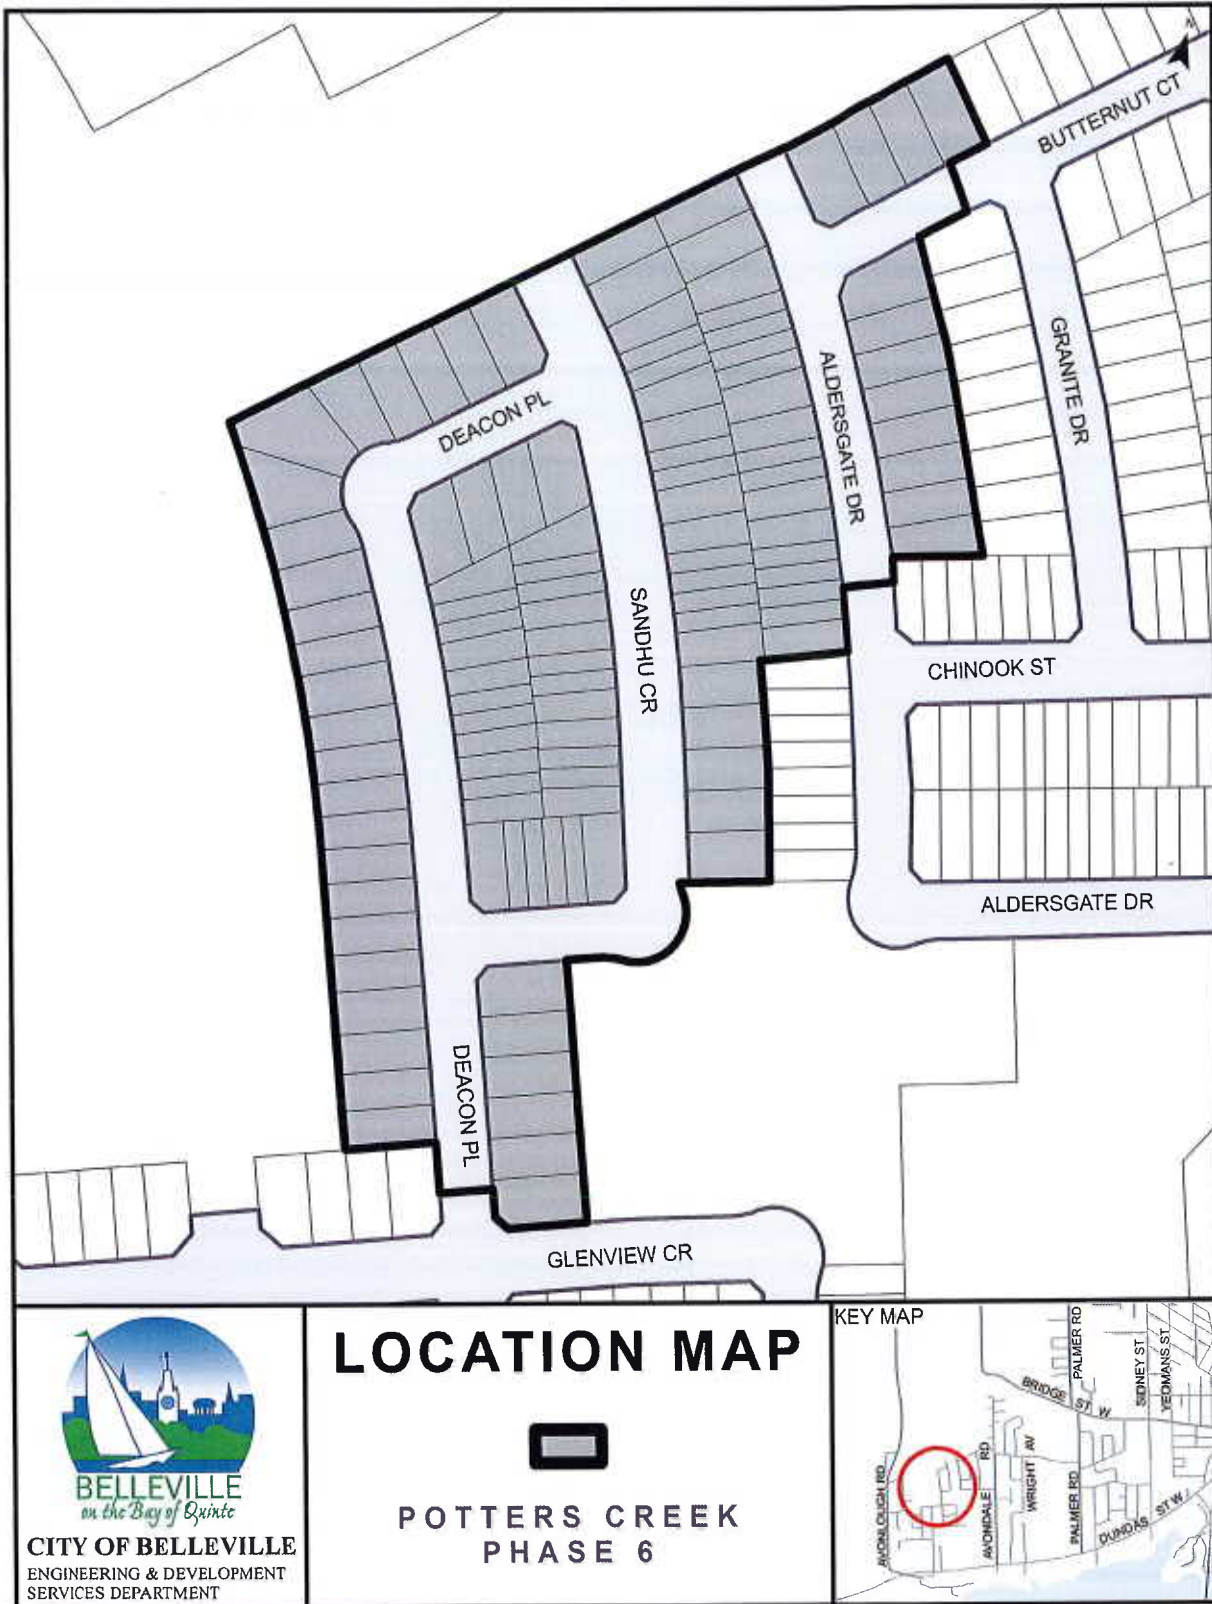 N
BUTTERNUT CT
GRANITE DR
ALDERSGATE DR
DEACON PL
SANDHU CR
CHINOOK ST
ALDERSGATE DR
DEACON PL
GLENVIEW CR
BELLEVILLE
on the Bay of Quinte
CITY OF BELLEVILLE
ENGINEERING & DEVELOPMENT
SERVICES DEPARTMENT
LOCATION MAP
POTTERS CREEK
PHASE 6
KEY MAP
PALMER RD
SIDNEY ST
YEOMANS ST
BRIDGE ST W
AVONLOUGH RD
AVONDALE RD
WRIGHT AV
PALMER RD
DUNDAS ST W